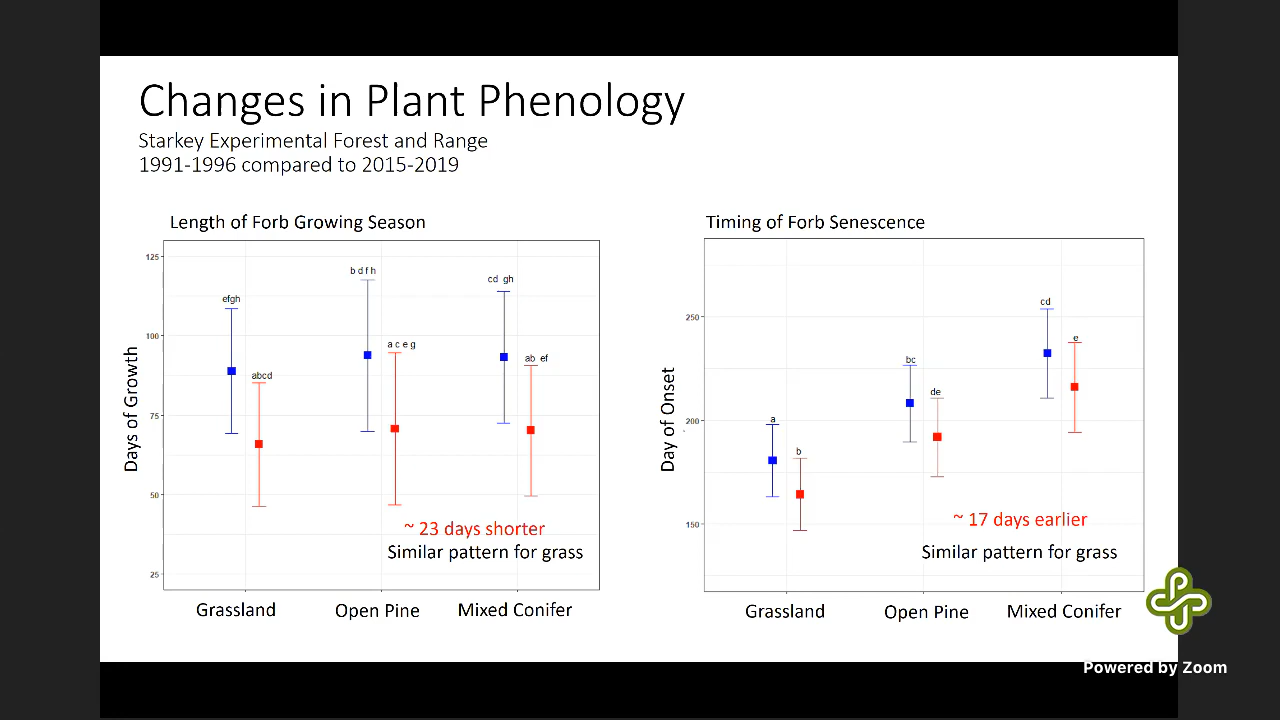 Changes in Plant Phenology
Starkey Experimental Forest and Range
1991-1996 compared to 2015-2019
Length of Forb Growing Season
Days of Growth
125
100
75
50
25
efgh
abcd
b d f h
a c e g
cd gh
ab ef
~ 23 days shorter
Similar pattern for grass
Grassland
Open Pine
Mixed Conifer
Timing of Forb Senescence
Day of Onset
250
200
150
a
b
bc
de
cd
e
~ 17 days earlier
Similar pattern for grass
Grassland
Open Pine
Mixed Conifer
Powered by Zoom